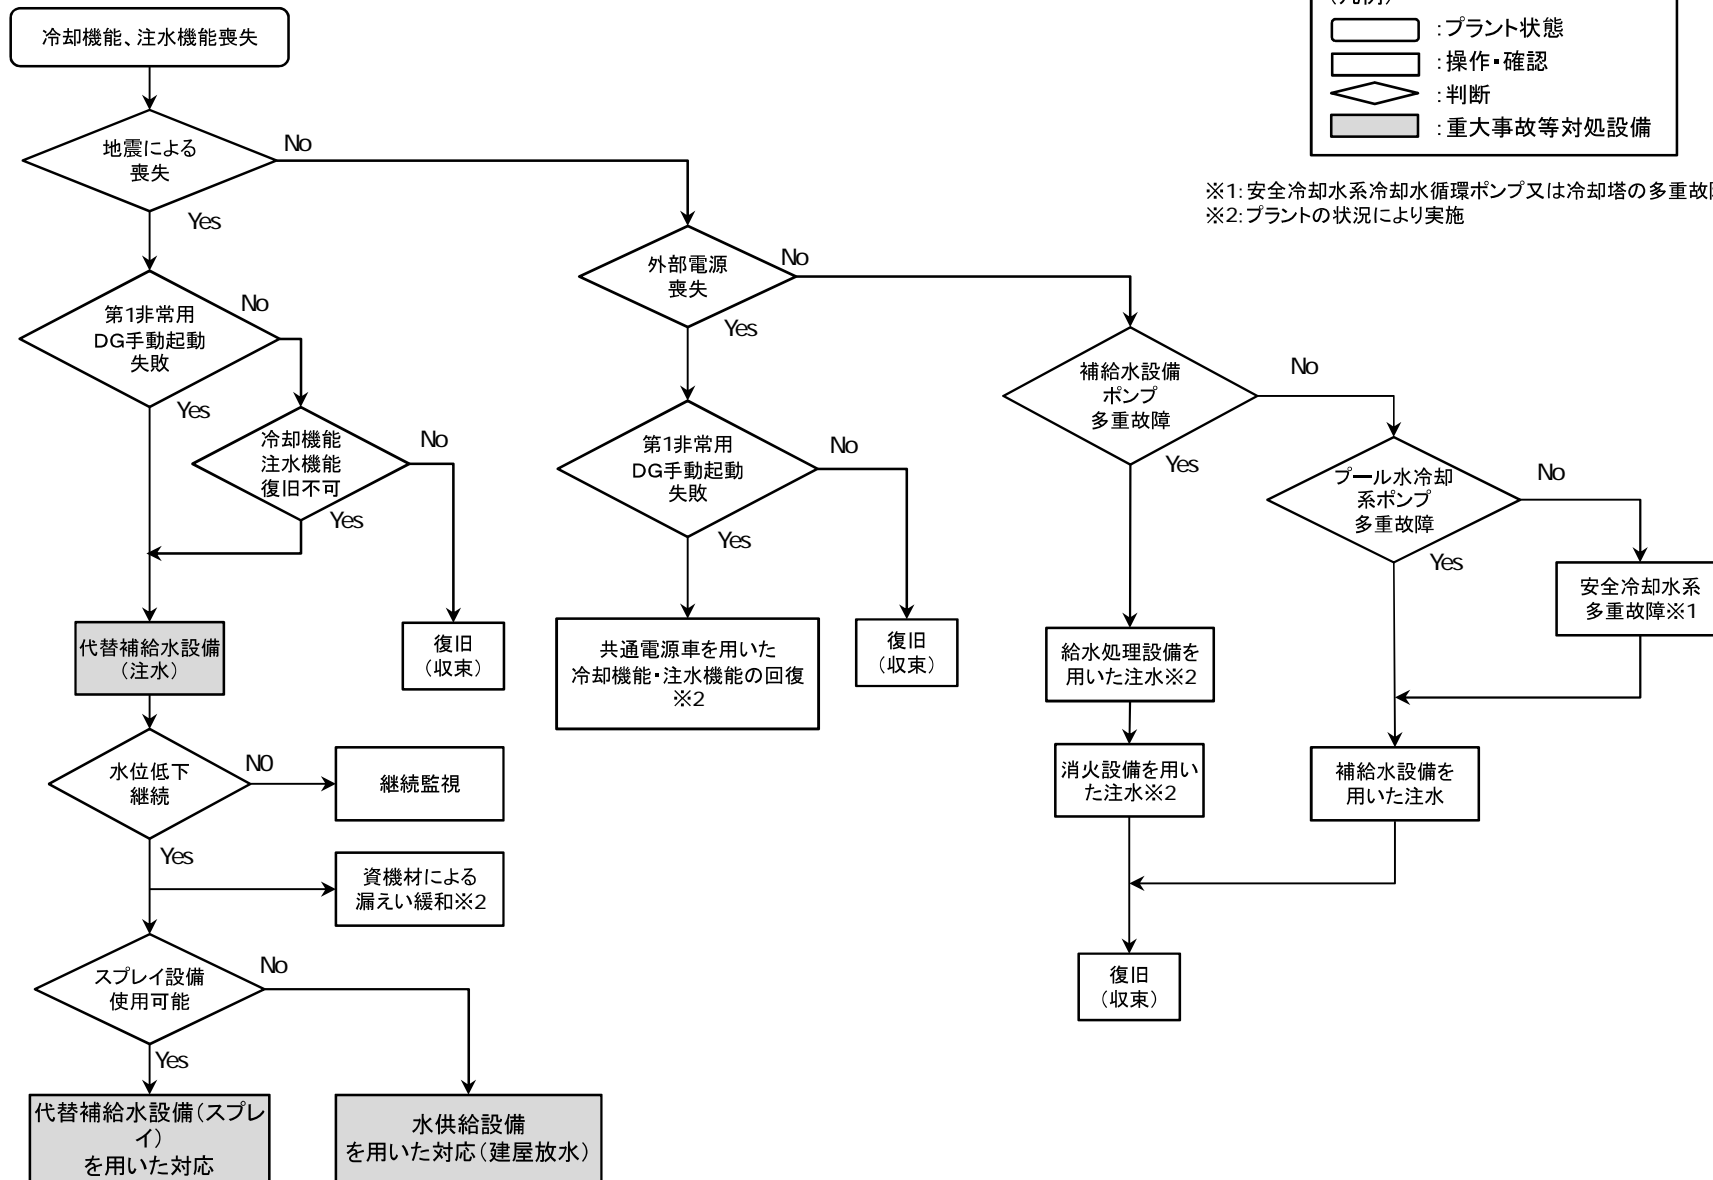 冷却機能、注水機能喪失
地震による
喪失
No
Yes
第1非常用
DG手動起動
失敗
No
Yes
冷却機能
注水機能
復旧不可
No
Yes
代替補給水設備
(注水)
復旧
(収束)
水位低下
継続
N0
継続監視
Yes
資機材による
漏えい緩和※2
スプレイ設備
使用可能
No
Yes
代替補給水設備(スプレ
イ)
を用いた対応
水供給設備
を用いた対応(建屋放水)
外部電源
喪失
No
Yes
第1非常用
DG手動起動
失敗
No
Yes
共通電源車を用いた
冷却機能・注水機能の回復
※2
復旧
(収束)
補給水設備
ポンプ
多重故障
No
Yes
給水処理設備を
用いた注水※2
消火設備を用い
た注水※2
プール水冷却
系ポンプ
多重故障
No
Yes
安全冷却水系
多重故障※1
補給水設備を
用いた注水
復旧
(収束)
(凡例)
:プラント状態
:操作・確認
:判断
:重大事故等対処設備
※1:安全冷却水系冷却水循環ポンプ又は冷却塔の多重故
※2:プラントの状況により実施